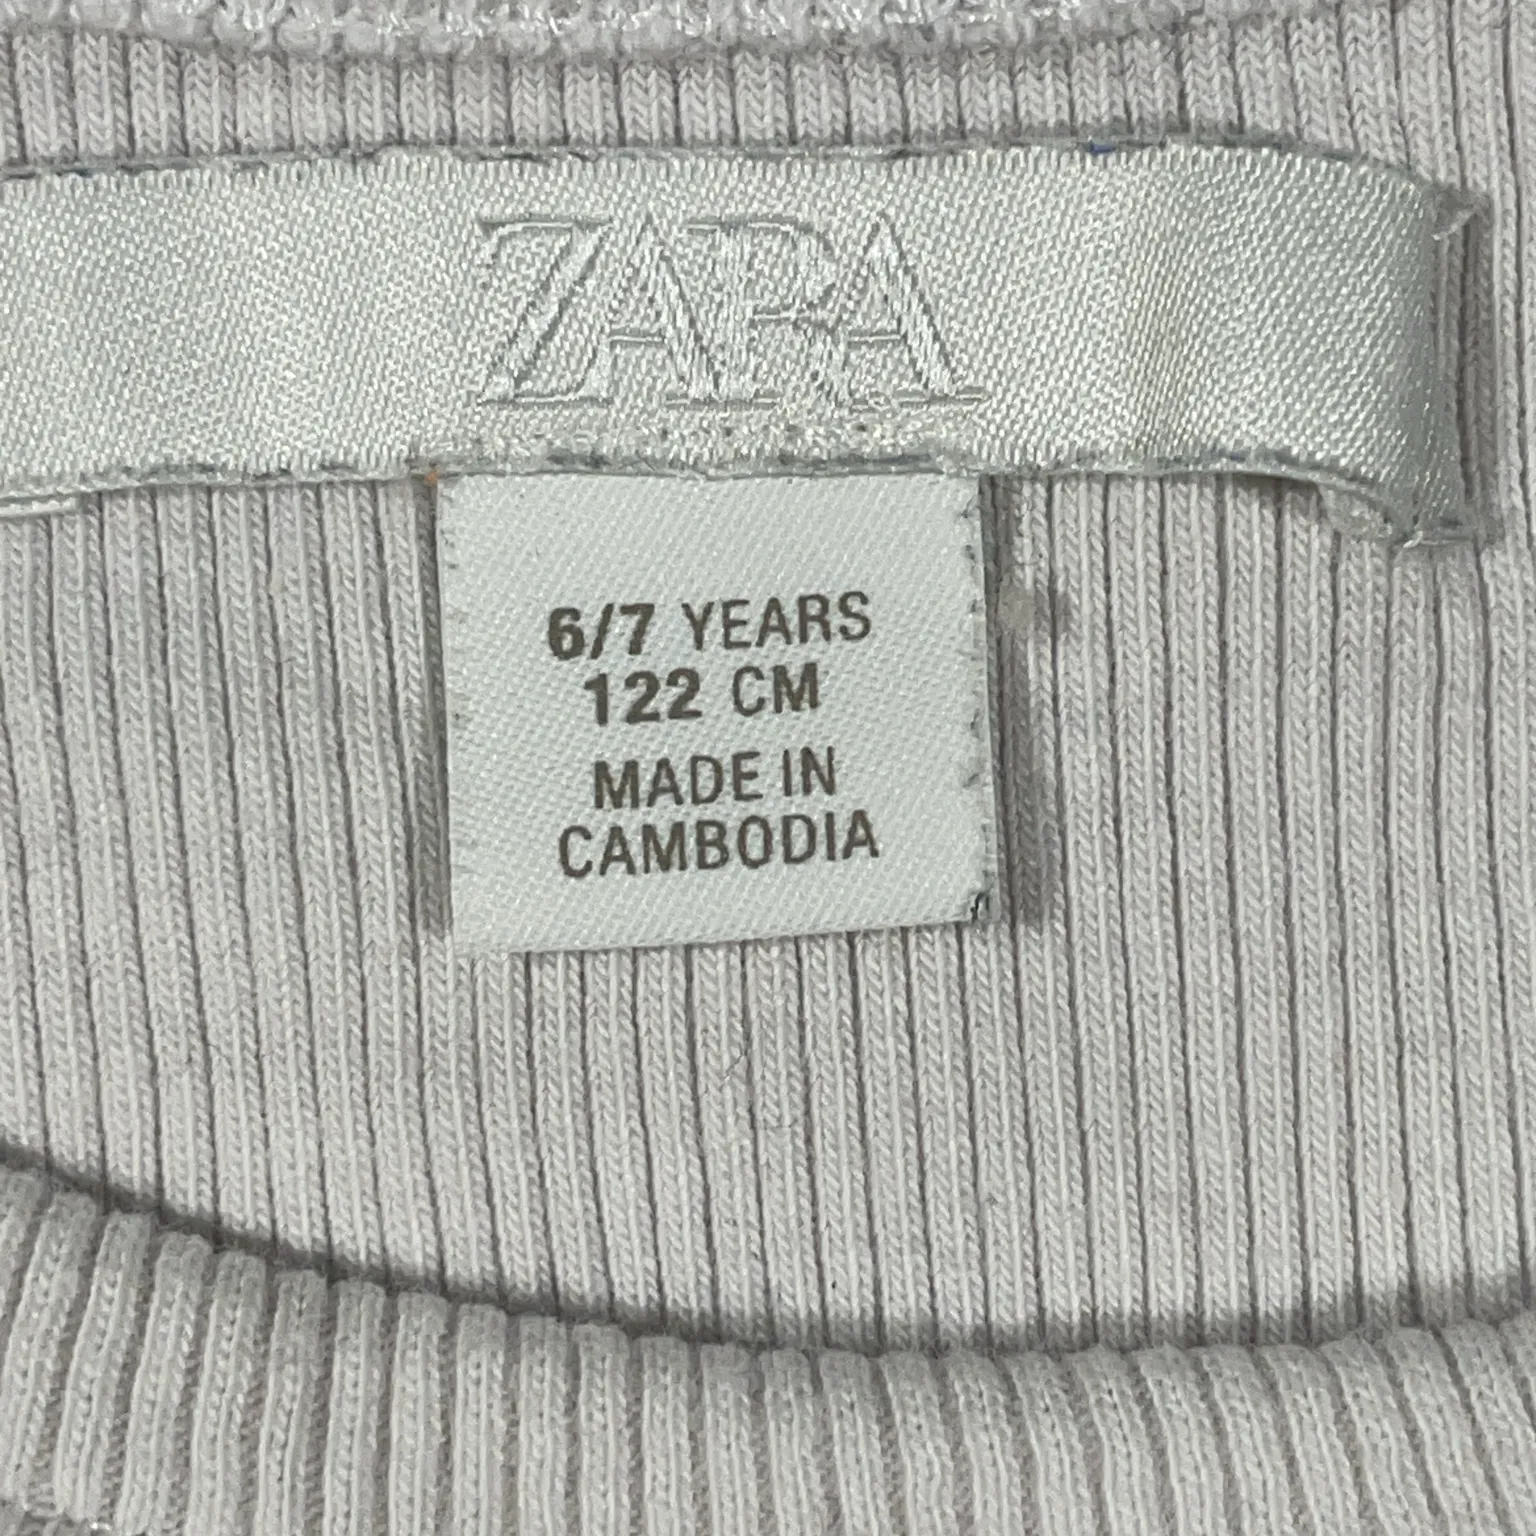 ZARA
6/7 YEARS
122 CM
MADE IN
CAMBODIA